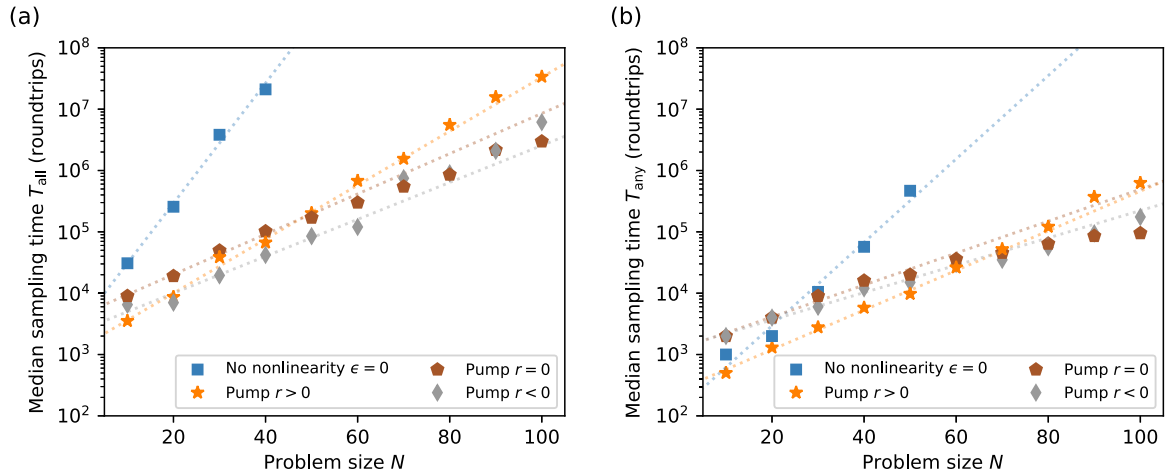 (a)
Median sampling time T_all (roundtrips)
10^8
10^7
10^6
10^5
10^4
10^3
10^2
No nonlinearity ϵ = 0
Pump r > 0
Pump r = 0
Pump r < 0
20 40 60 80 100
Problem size N
(b)
Median sampling time T_any (roundtrips)
10^8
10^7
10^6
10^5
10^4
10^3
10^2
No nonlinearity ϵ = 0
Pump r > 0
Pump r = 0
Pump r < 0
20 40 60 80 100
Problem size N